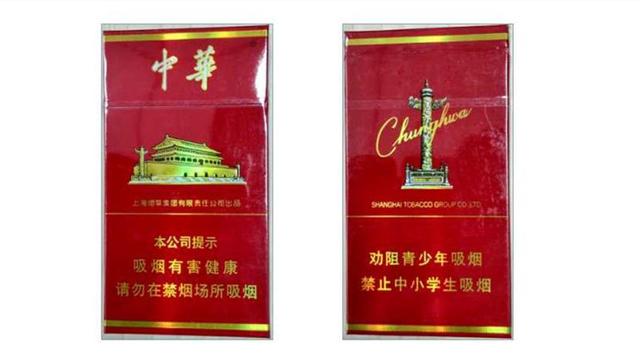 中華
上海烟草集团有限责任公司出品
本公司提示
吸烟有害健康
请勿在禁烟场所吸烟
Chunghwa
SHANGHAI TOBACCO GROUP CO.,LTD.
劝阻青少年吸烟
禁止中小学生吸烟